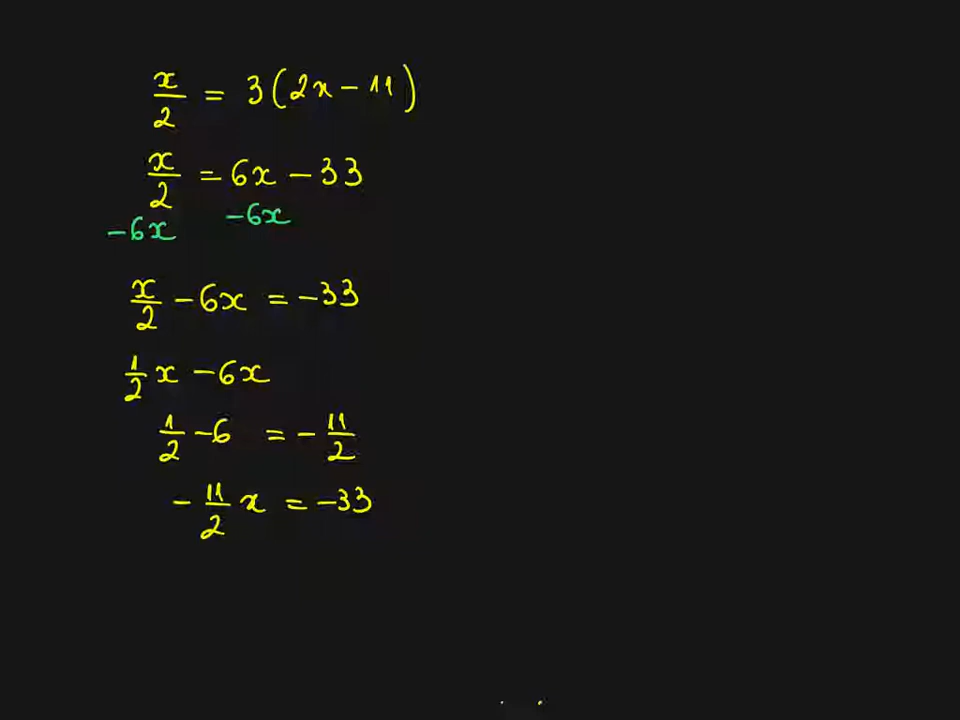 x/2 = 3(2x - 11)
x/2 = 6x - 33
-6x -6x
x/2 - 6x = -33
1/2 x - 6x
1/2 - 6 = - 11/2
- 11/2 x = -33